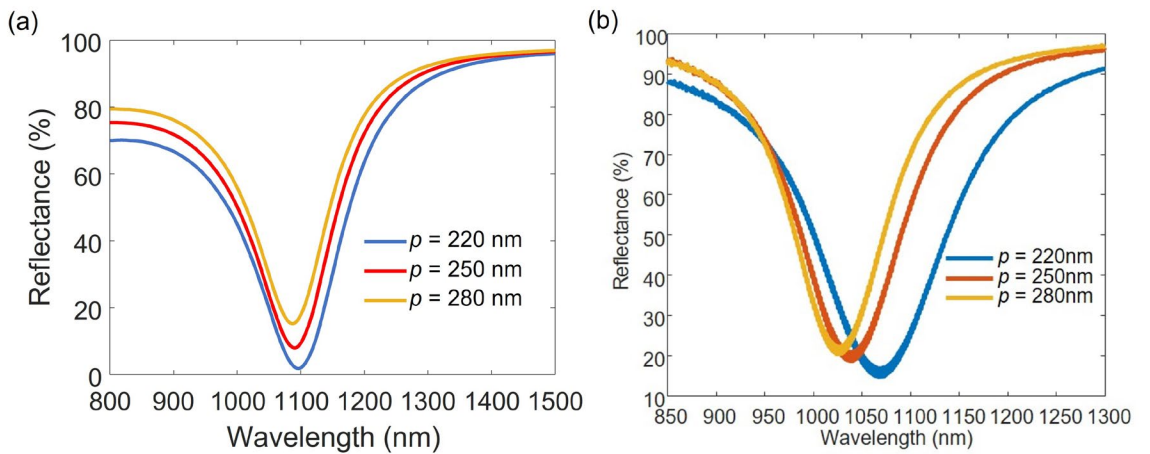 (a)
100
80
60
40
20
0
Reflectance (%)
p = 220 nm
p = 250 nm
p = 280 nm
800 900 1000 1100 1200 1300 1400 1500
Wavelength (nm)
(b)
100
90
80
70
60
50
40
30
20
10
Reflectance (%)
p = 220nm
p = 250nm
p = 280nm
850 900 950 1000 1050 1100 1150 1200 1250 1300
Wavelength (nm)